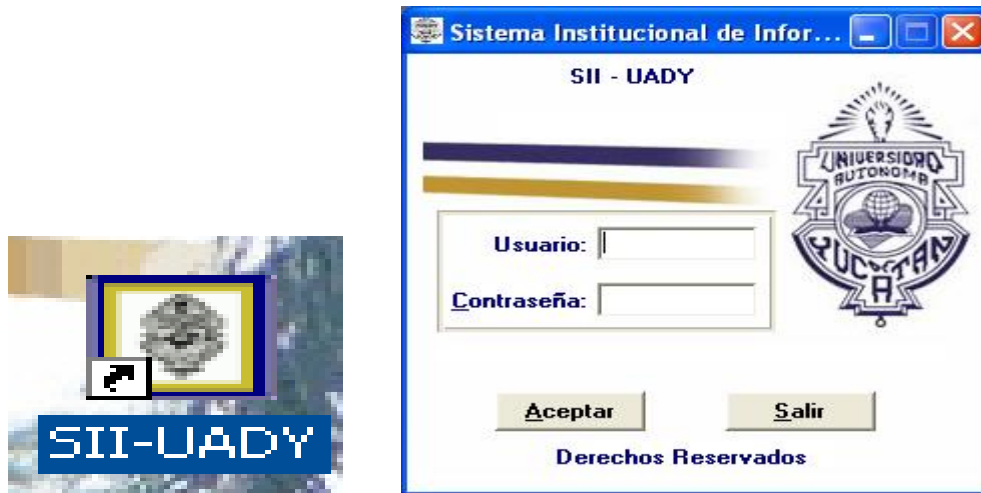 Sistema Institucional de Infor...
SII - UADY
UNIVERSIDAD
AUTONOMA
YUCATAN
Usuario:
Contraseña:
Aceptar
Salir
Derechos Reservados
SII-UADY